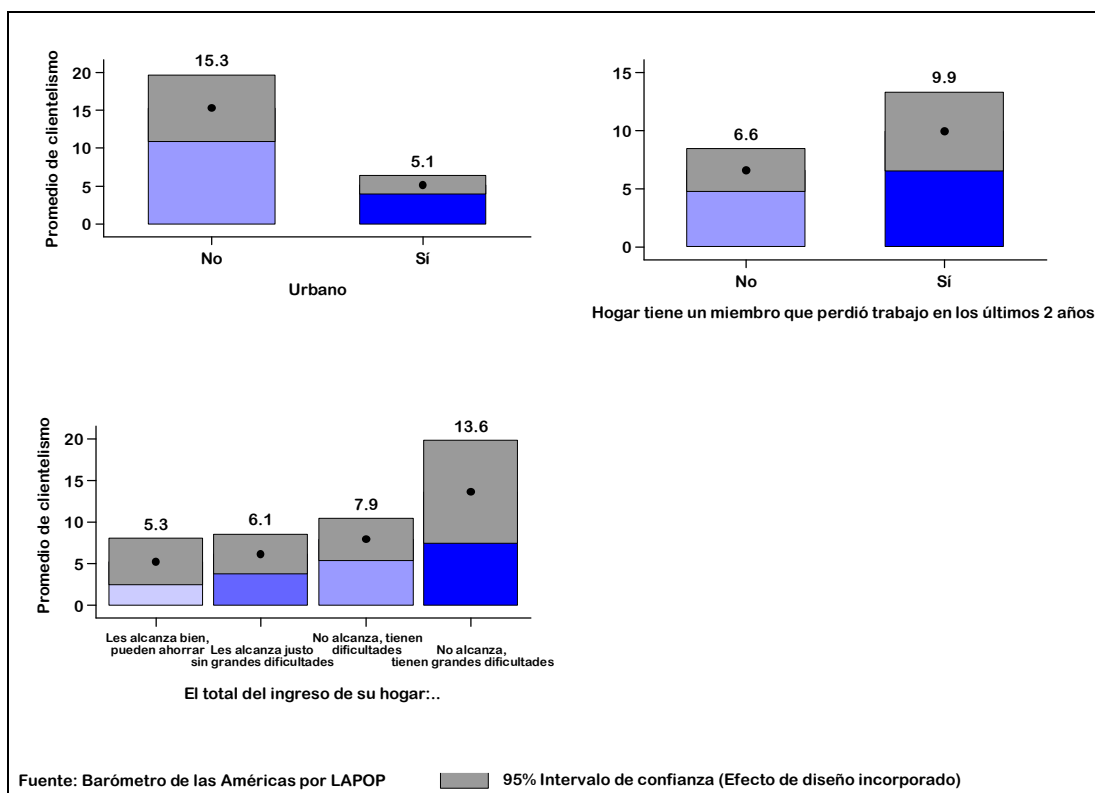 Promedio de clientelismo
20
15
10
5
0
15.3
5.1
No
Sí
Urbano
15
10
5
0
6.6
9.9
No
Sí
Hogar tiene un miembro que perdió trabajo en los últimos 2 años
Promedio de clientelismo
20
15
10
5
0
5.3
6.1
7.9
13.6
Les alcanza bien,
pueden ahorrar
Les alcanza justo
sin grandes dificultades
No alcanza, tienen
dificultades
No alcanza,
tienen grandes dificultades
El total del ingreso de su hogar:..
Fuente: Barómetro de las Américas por LAPOP
95% Intervalo de confianza (Efecto de diseño incorporado)